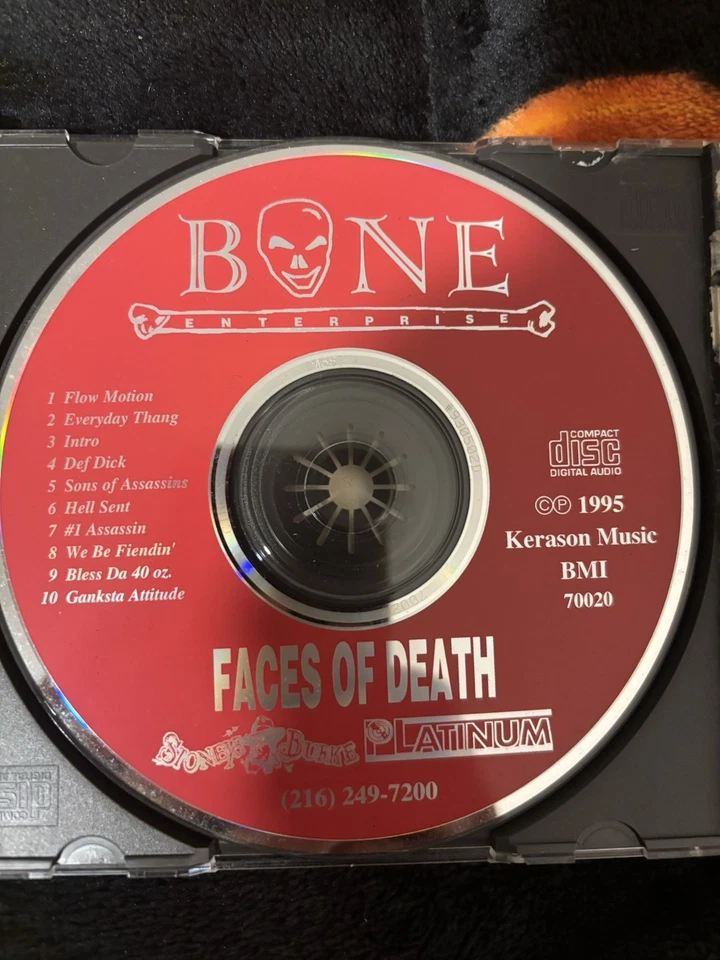 BONE
ENTERPRISE
1 Flow Motion
2 Everyday Thang
3 Intro
4 Def Dick
5 Sons of Assassins
6 Hell Sent
7 #1 Assassin
8 We Be Fiendin'
9 Bless Da 40 oz.
10 Ganksta Attitude
COMPACT
disc
DIGITAL AUDIO
©℗ 1995
Kerason Music
BMI
70020
FACES OF DEATH
STONEY BURKE PLATINUM
(216) 249-7200